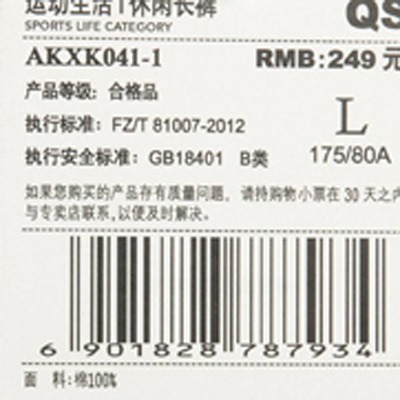 运动生活 | 休闲长裤
SPORTS LIFE CATEGORY
QS
AKXK041-1
RMB:249 元
产品等级: 合格品
执行标准: FZ/T 81007-2012
L
执行安全标准: GB18401 B类
175/80A
如果您购买的产品存有质量问题, 请持购物小票在 30 天之内
与专卖店联系,以便及时解决。
6 901828 787934
面 料:棉100%